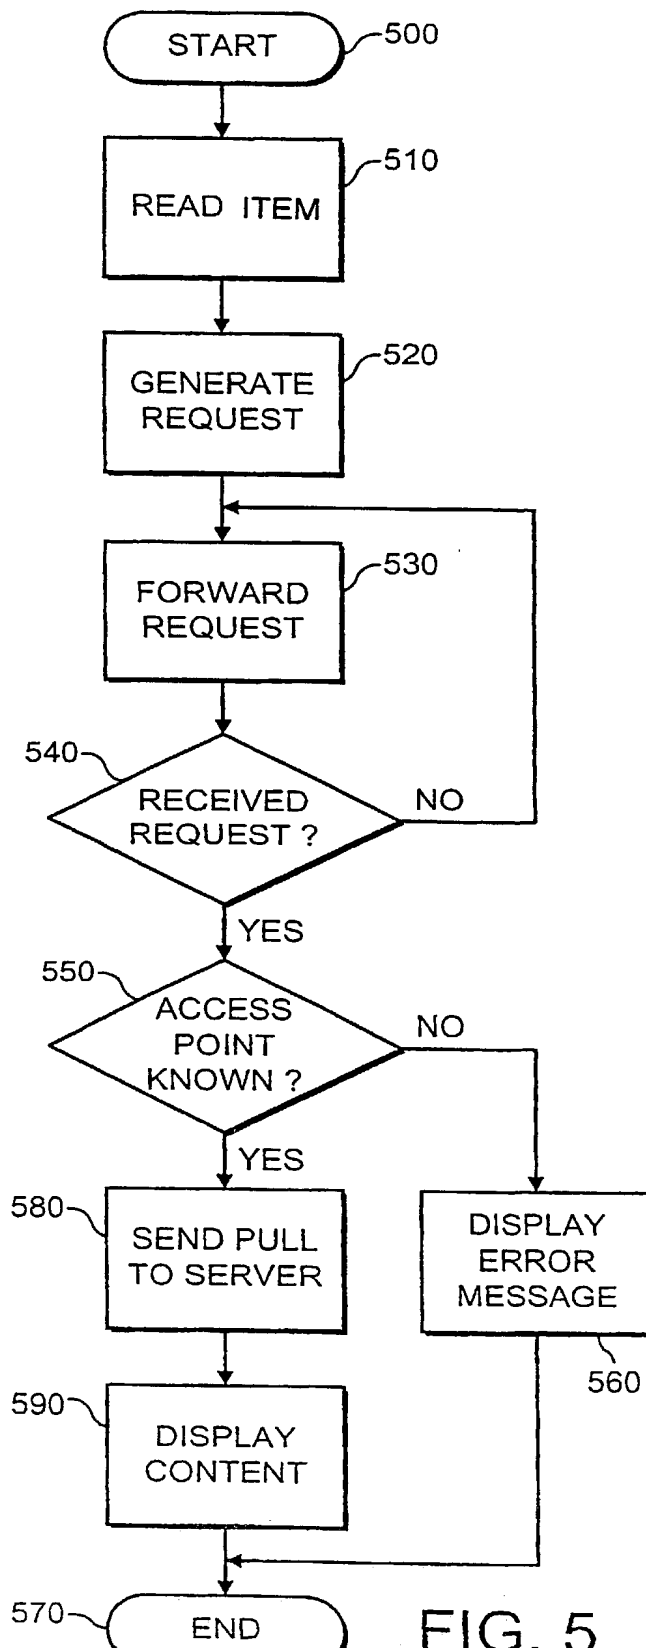 START
500
510
READ ITEM
520
GENERATE
REQUEST
530
FORWARD
REQUEST
540
RECEIVED
REQUEST ?
NO
YES
550
ACCESS
POINT
KNOWN ?
NO
YES
580
SEND PULL
TO SERVER
DISPLAY
ERROR
MESSAGE
560
590
DISPLAY
CONTENT
570
END
FIG. 5